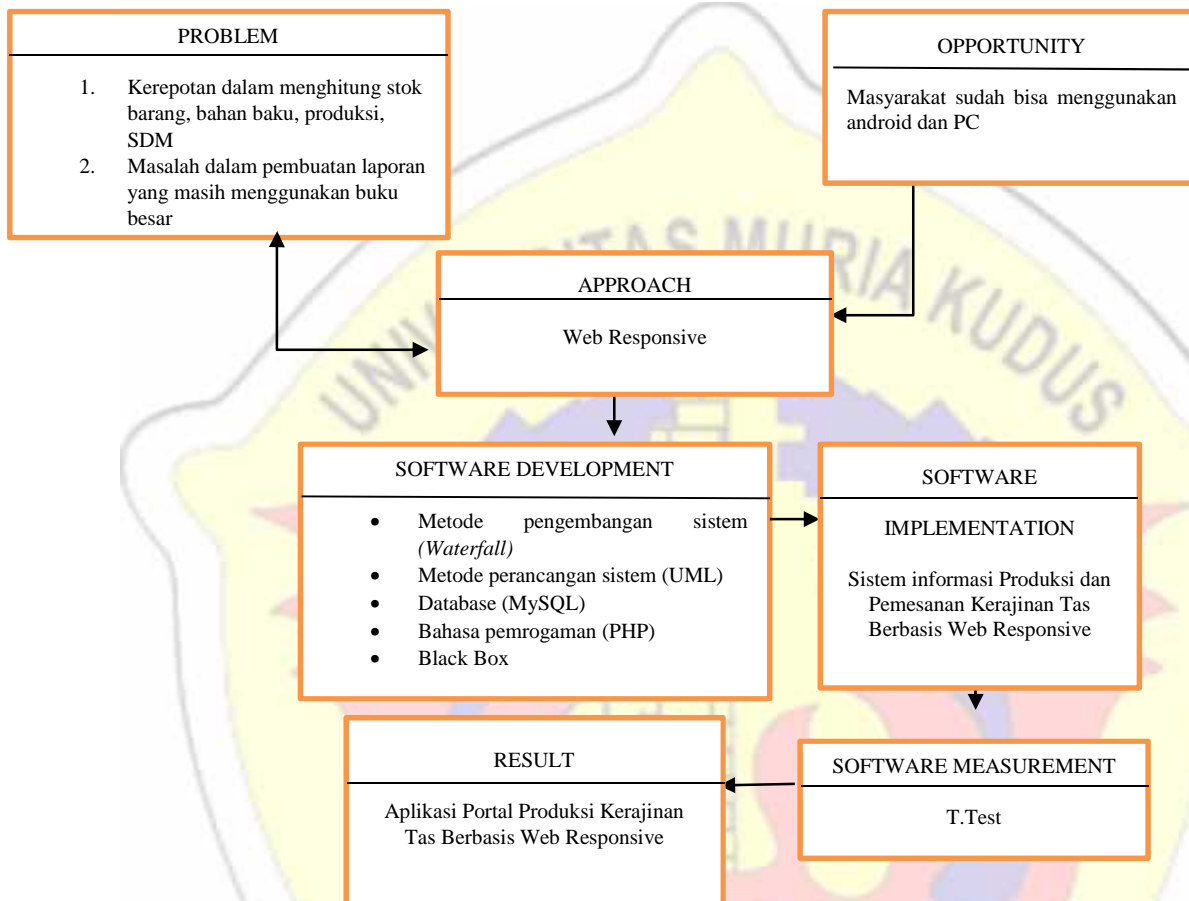 PROBLEM
1. Kerepotan dalam menghitung stok
barang, bahan baku, produksi,
SDM
2. Masalah dalam pembuatan laporan
yang masih menggunakan buku
besar
OPPORTUNITY
Masyarakat sudah bisa menggunakan
android dan PC
APPROACH
Web Responsive
SOFTWARE DEVELOPMENT
• Metode pengembangan sistem
(Waterfall)
• Metode perancangan sistem (UML)
• Database (MySQL)
• Bahasa pemrogaman (PHP)
• Black Box
SOFTWARE
IMPLEMENTATION
Sistem informasi Produksi dan
Pemesanan Kerajinan Tas
Berbasis Web Responsive
SOFTWARE MEASUREMENT
T.Test
RESULT
Aplikasi Portal Produksi Kerajinan
Tas Berbasis Web Responsive
MURIA KUDUS